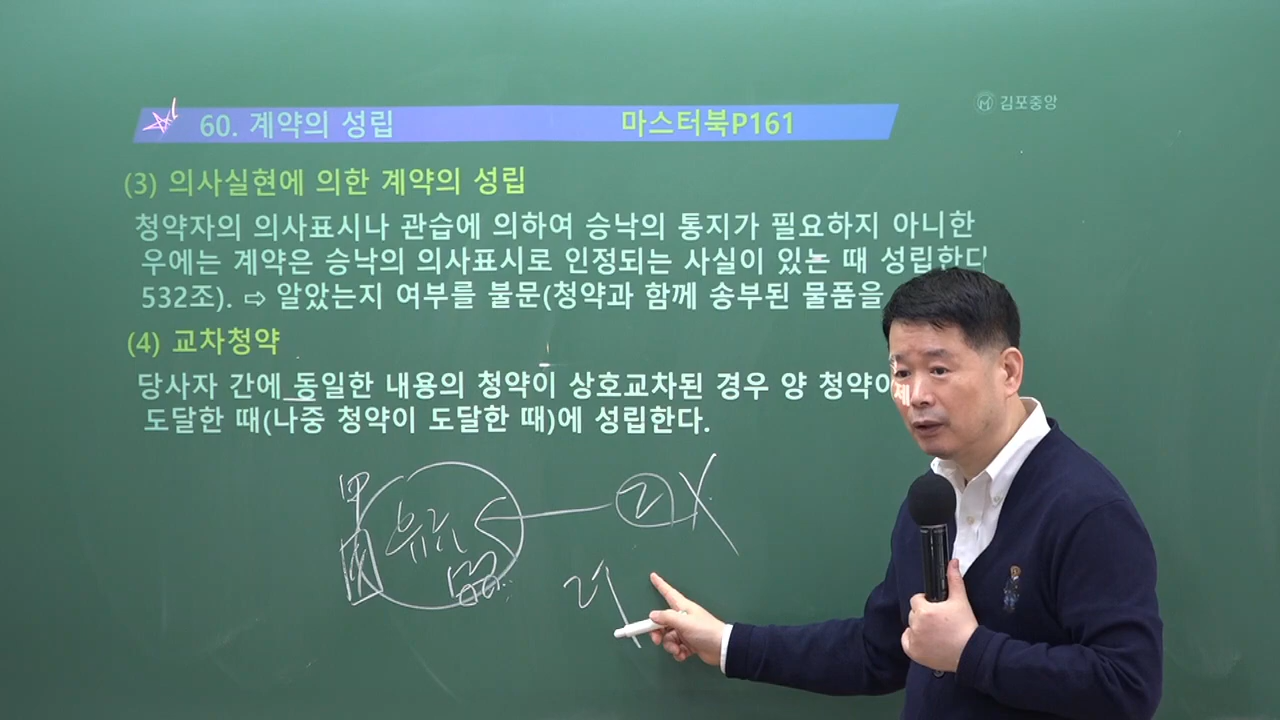 김포중앙
60. 계약의 성립 마스터북P161
(3) 의사실현에 의한 계약의 성립
청약자의 의사표시나 관습에 의하여 승낙의 통지가 필요하지 아니한
우에는 계약은 승낙의 의사표시로 인정되는 사실이 있는 때 성립한다
532조). ⇨ 알았는지 여부를 불문(청약과 함께 송부된 물품을
(4) 교차청약
당사자 간에 동일한 내용의 청약이 상호교차된 경우 양 청약이
도달한 때(나중 청약이 도달한 때)에 성립한다.
甲
乙